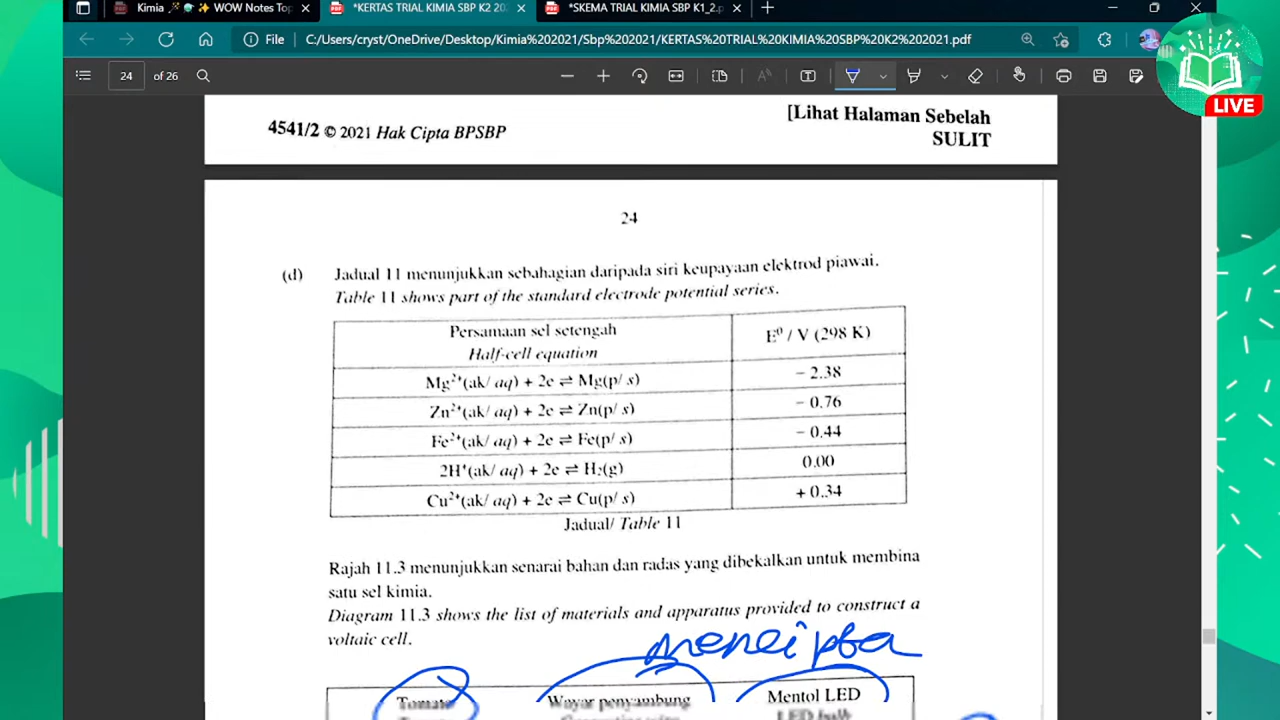 Kimia 🪄 🧪 ✨ WOW Notes Top
*KERTAS TRIAL KIMIA SBP K2 202
*SKEMA TRIAL KIMIA SBP K1_2.p
File
C:/Users/cryst/OneDrive/Desktop/Kimia%202021/Sbp%202021/KERTAS%20TRIAL%20KIMIA%20SBP%20K2%202021.pdf
24 of 26
LIVE
4541/2 © 2021 Hak Cipta BPSBP
[Lihat Halaman Sebelah
SULIT
24
(d) Jadual 11 menunjukkan sebahagian daripada siri keupayaan elektrod piawai.
Table 11 shows part of the standard electrode potential series.
Persamaan sel setengah
Half-cell equation
E⁰ / V (298 K)
Mg²⁺(ak/ aq) + 2e ⇌ Mg(p/ s) − 2.38
Zn²⁺(ak/ aq) + 2e ⇌ Zn(p/ s) − 0.76
Fe²⁺(ak/ aq) + 2e ⇌ Fe(p/ s) − 0.44
2H⁺(ak/ aq) + 2e ⇌ H₂(g) 0.00
Cu²⁺(ak/ aq) + 2e ⇌ Cu(p/ s) + 0.34
Jadual/ Table 11
Rajah 11.3 menunjukkan senarai bahan dan radas yang dibekalkan untuk membina
satu sel kimia.
Diagram 11.3 shows the list of materials and apparatus provided to construct a
voltaic cell.
mencipta
Tomato Wayar penyambung Mentol LED
LED bulb